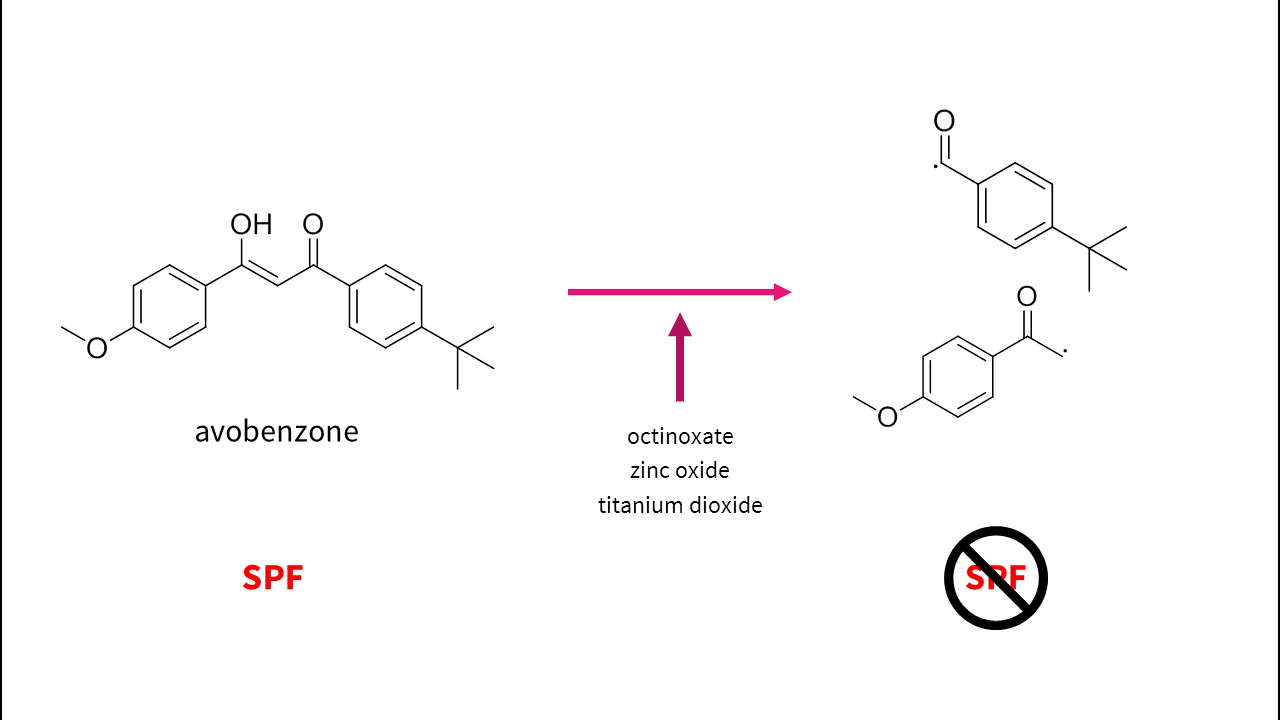 O
OH O
O
avobenzone
O
O
octinoxate
zinc oxide
titanium dioxide
SPF
SPF